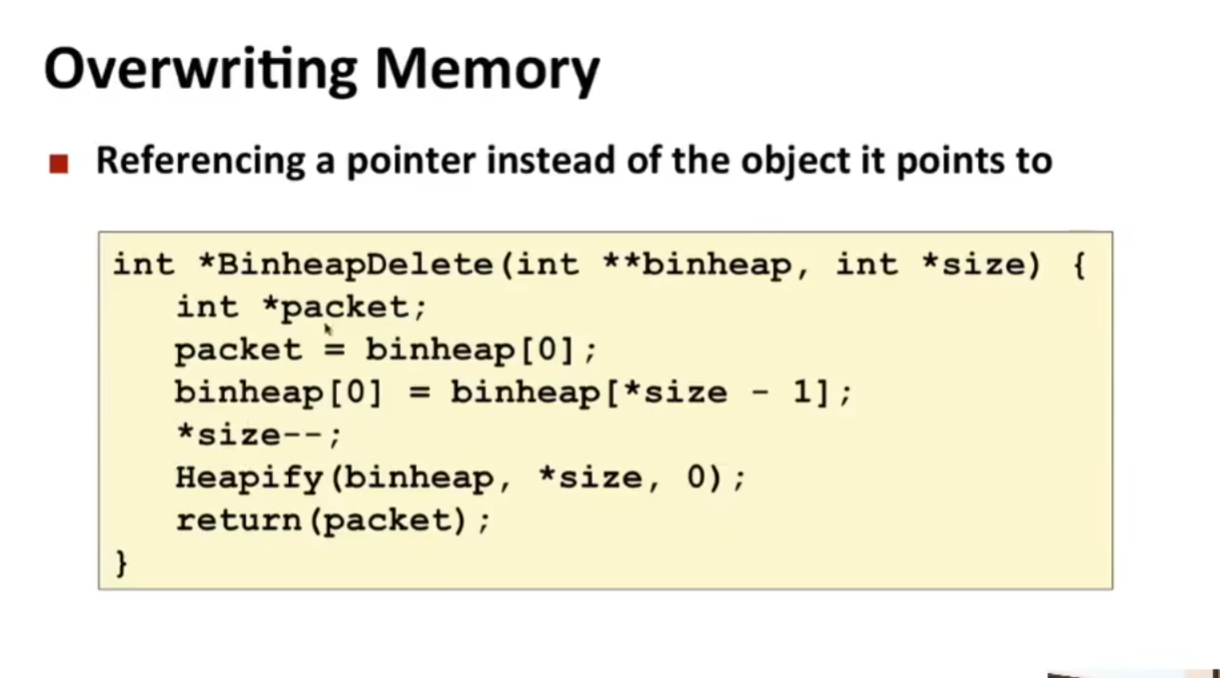 Overwriting Memory
Referencing a pointer instead of the object it points to
int *BinheapDelete(int **binheap, int *size) {
   int *packet;
   packet = binheap[0];
   binheap[0] = binheap[*size - 1];
   *size--;
   Heapify(binheap, *size, 0);
   return(packet);
}